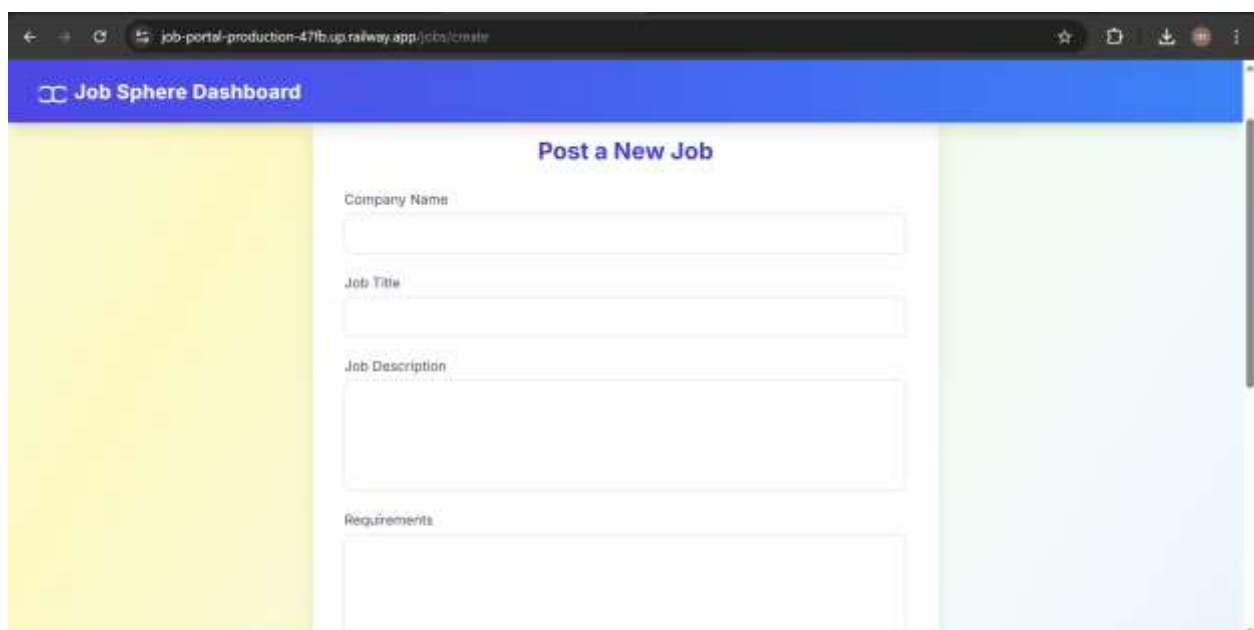 job-portal-production-47fb.up.railway.app/jobs/create
Job Sphere Dashboard
Post a New Job
Company Name
Job Title
Job Description
Requirements